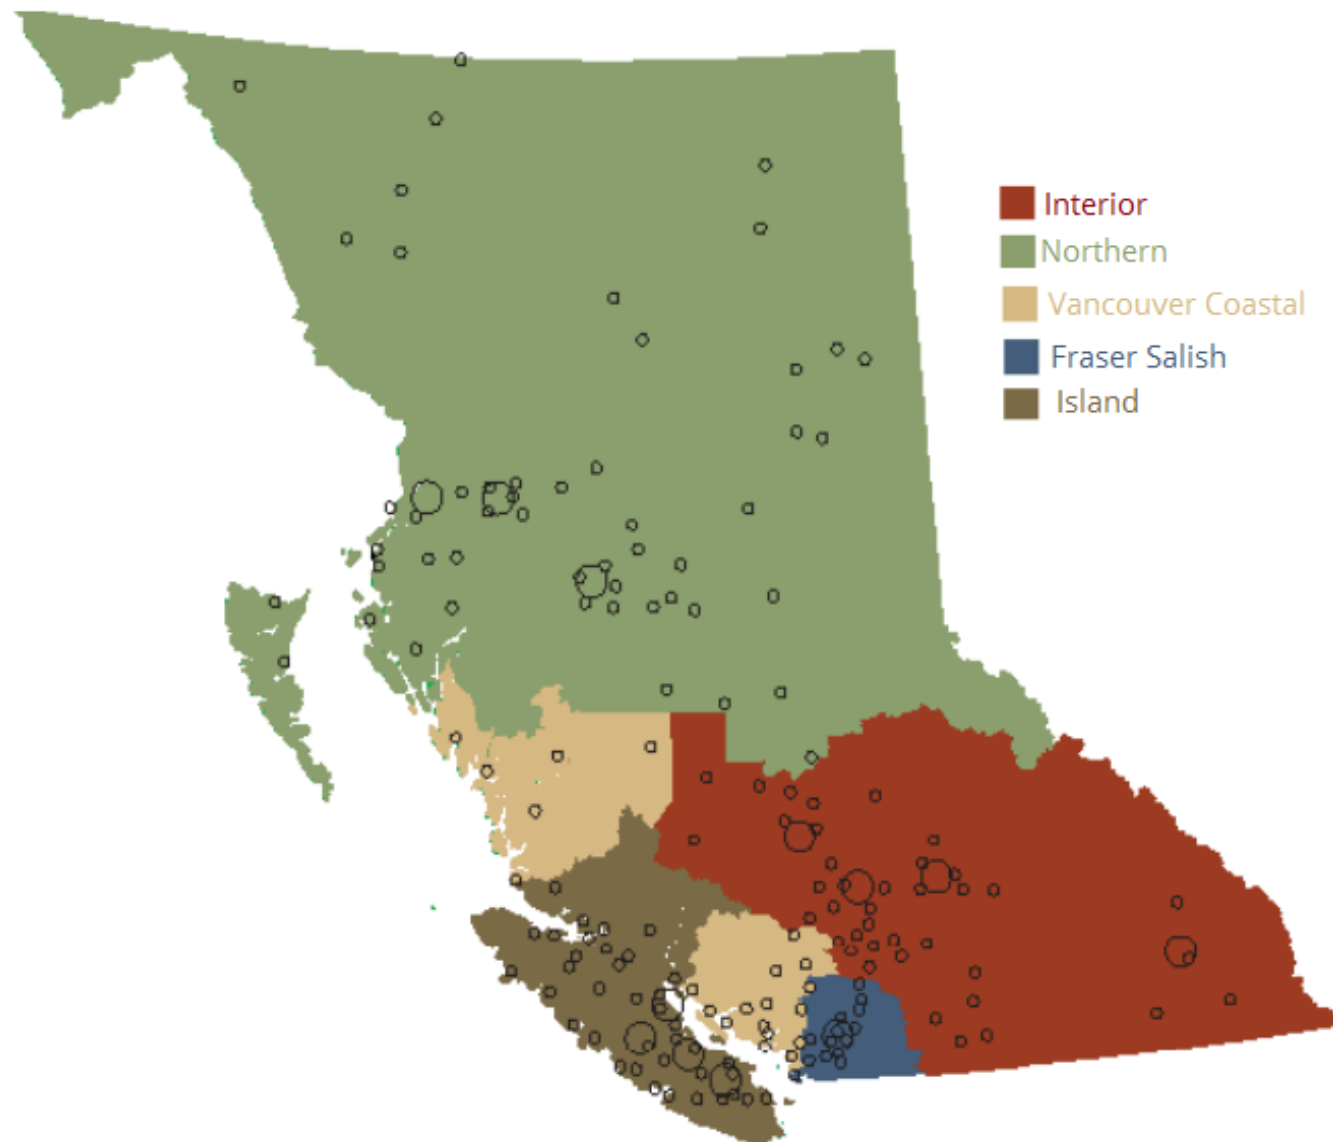 Interior
Northern
Vancouver Coastal
Fraser Salish
Island